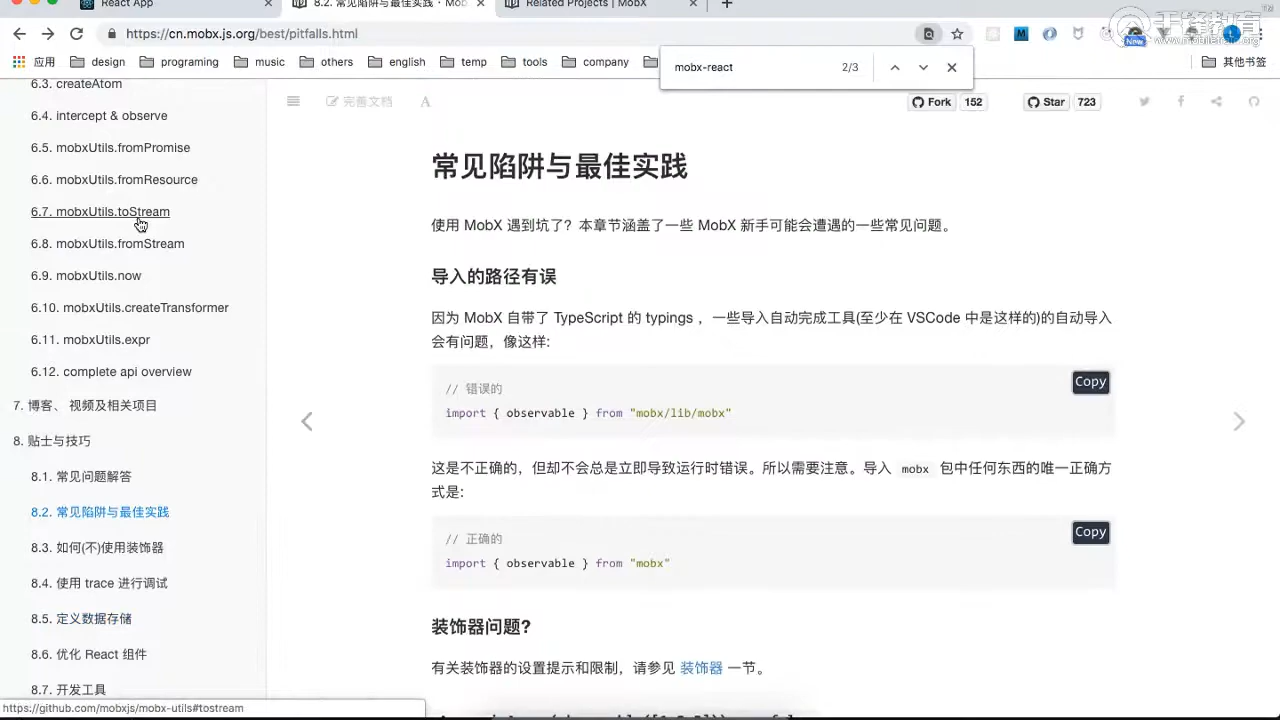 React App
8.2. 常见陷阱与最佳实践 · Mo
Related Projects | MobX
https://cn.mobx.js.org/best/pitfalls.html
New
千锋教育
www.mobiletrain.org
应用
design
programing
music
others
english
temp
tools
company
其他书签
mobx-react
2/3
6.3. createAtom
6.4. intercept & observe
6.5. mobxUtils.fromPromise
6.6. mobxUtils.fromResource
6.7. mobxUtils.toStream
6.8. mobxUtils.fromStream
6.9. mobxUtils.now
6.10. mobxUtils.createTransformer
6.11. mobxUtils.expr
6.12. complete api overview
7. 博客、 视频及相关项目
8. 贴士与技巧
8.1. 常见问题解答
8.2. 常见陷阱与最佳实践
8.3. 如何(不)使用装饰器
8.4. 使用 trace 进行调试
8.5. 定义数据存储
8.6. 优化 React 组件
8.7. 开发工具
https://github.com/mobxjs/mobx-utils#tostream
完善文档
A
Fork
152
Star
723
常见陷阱与最佳实践
使用 MobX 遇到坑了？本章节涵盖了一些 MobX 新手可能会遭遇的一些常见问题。
导入的路径有误
因为 MobX 自带了 TypeScript 的 typings ，一些导入自动完成工具(至少在 VSCode 中是这样的)的自动导入
会有问题，像这样:
Copy
// 错误的
import { observable } from "mobx/lib/mobx"
这是不正确的，但却不会总是立即导致运行时错误。所以需要注意。导入 mobx 包中任何东西的唯一正确方
式是:
Copy
// 正确的
import { observable } from "mobx"
装饰器问题?
有关装饰器的设置提示和限制，请参见 装饰器 一节。